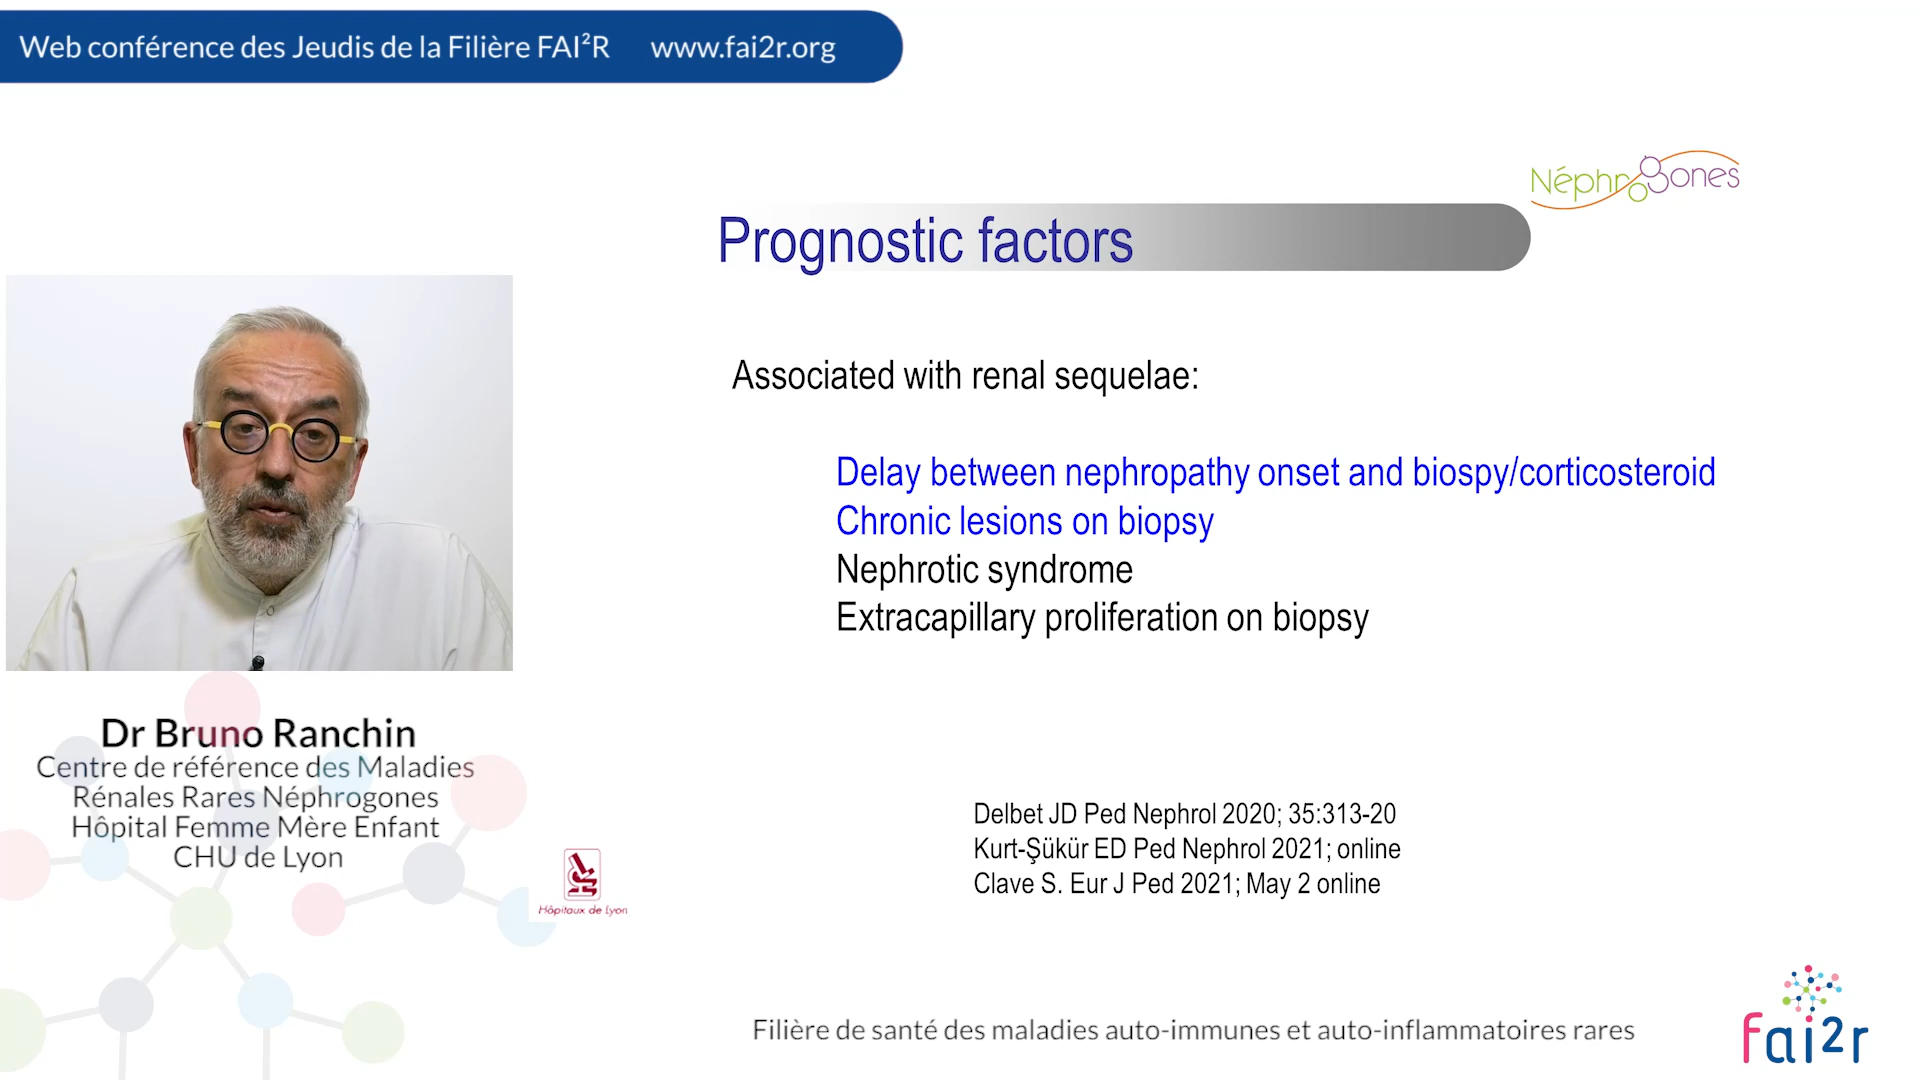 Web conférence des Jeudis de la Filière FAI²R www.fai2r.org
Néphrogones
Prognostic factors
Associated with renal sequelae:
Delay between nephropathy onset and biospy/corticosteroid
Chronic lesions on biopsy
Nephrotic syndrome
Extracapillary proliferation on biopsy
Dr Bruno Ranchin
Centre de référence des Maladies
Rénales Rares Néphrogones
Hôpital Femme Mère Enfant
CHU de Lyon
Hôpitaux de Lyon
Delbet JD Ped Nephrol 2020; 35:313-20
Kurt-Şükür ED Ped Nephrol 2021; online
Clave S. Eur J Ped 2021; May 2 online
Filière de santé des maladies auto-immunes et auto-inflammatoires rares
fai2r